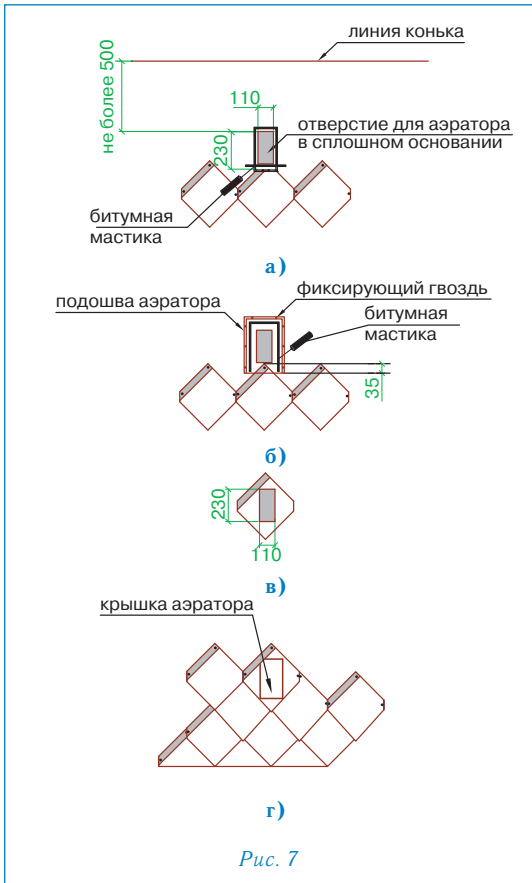 линия конька
не более 500
110
230
отверстие для аэратора
в сплошном основании
битумная
мастика
а)
подошва аэратора
фиксирующий гвоздь
битумная
мастика
35
б)
230
110
в)
крышка аэратора
г)
Рис. 7